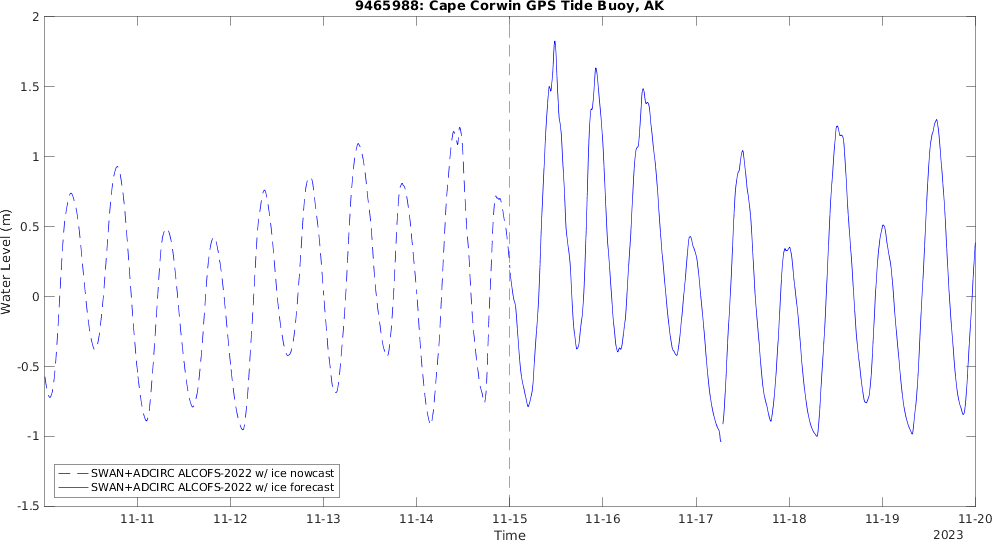 9465988: Cape Corwin GPS Tide Buoy, AK
2
1.5
1
0.5
0
-0.5
-1
-1.5
Water Level (m)
SWAN+ADCIRC ALCOFS-2022 w/ ice nowcast
SWAN+ADCIRC ALCOFS-2022 w/ ice forecast
11-11 11-12 11-13 11-14 11-15 11-16 11-17 11-18 11-19 11-20
Time
2023